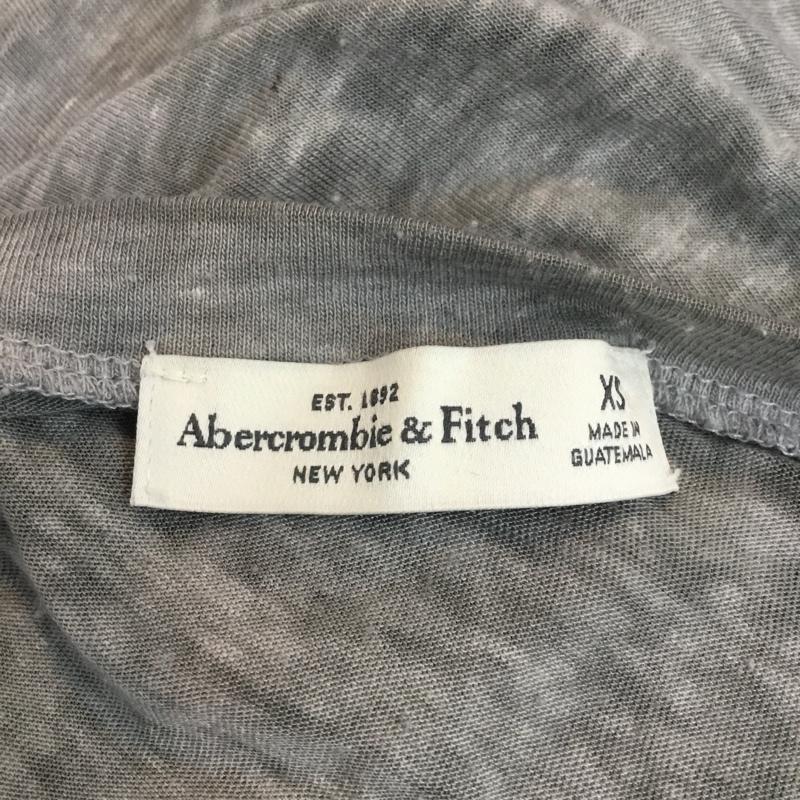 EST. 1892
Abercrombie & Fitch
NEW YORK
XS
MADE IN
GUATEMALA